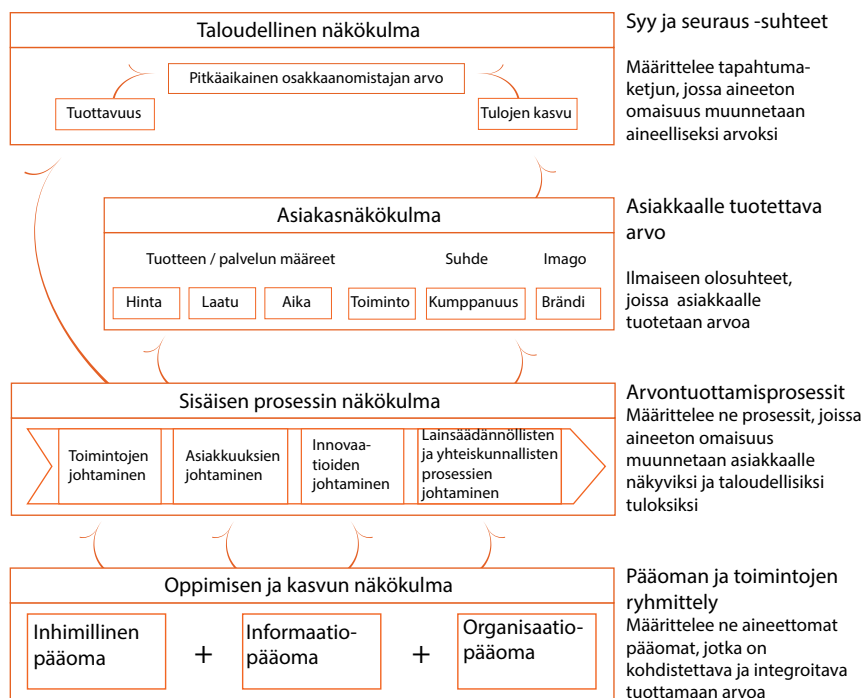 Taloudellinen näkökulma
Pitkäaikainen osakkaanomistajan arvo
Tuottavuus
Tulojen kasvu
Syy ja seuraus -suhteet
Määrittelee tapahtuma-
ketjun, jossa aineeton
omaisuus muunnetaan
aineelliseksi arvoksi
Asiakasnäkökulma
Tuotteen / palvelun määreet
Suhde
Imago
Hinta
Laatu
Aika
Toiminto
Kumppanuus
Brändi
Asiakkaalle tuotettava
arvo
Ilmaiseen olosuhteet,
joissa asiakkaalle
tuotetaan arvoa
Sisäisen prosessin näkökulma
Toimintojen
johtaminen
Asiakkuuksien
johtaminen
Innovaa-
tioiden
johtaminen
Lainsäädännöllisten
ja yhteiskunnallisten
prosessien
johtaminen
Arvontuottamisprosessit
Määrittelee ne prosessit, joissa
aineeton omaisuus
muunnetaan asiakkaalle
näkyviksi ja taloudellisiksi
tuloksiksi
Oppimisen ja kasvun näkökulma
Inhimillinen
pääoma
+
Informaatio-
pääoma
+
Organisaatio-
pääoma
Pääoman ja toimintojen
ryhmittely
Määrittelee ne aineettomat
pääomat, jotka on
kohdistettava ja integroitava
tuottamaan arvoa